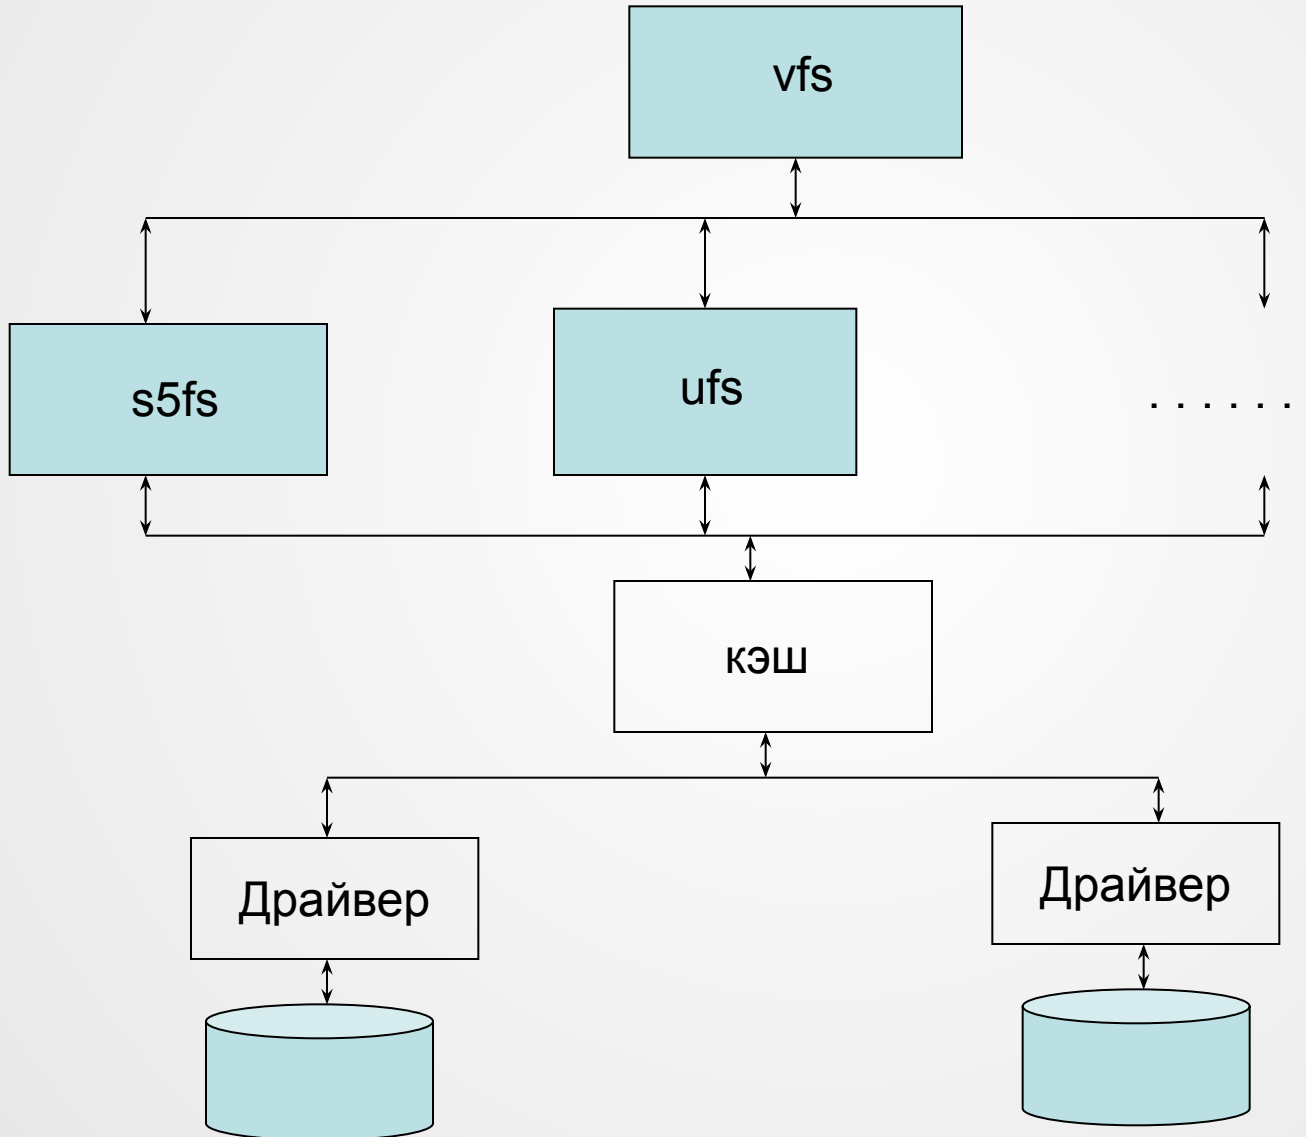 vfs
s5fs
ufs
. . . . . .
кэш
Драйвер
Драйвер